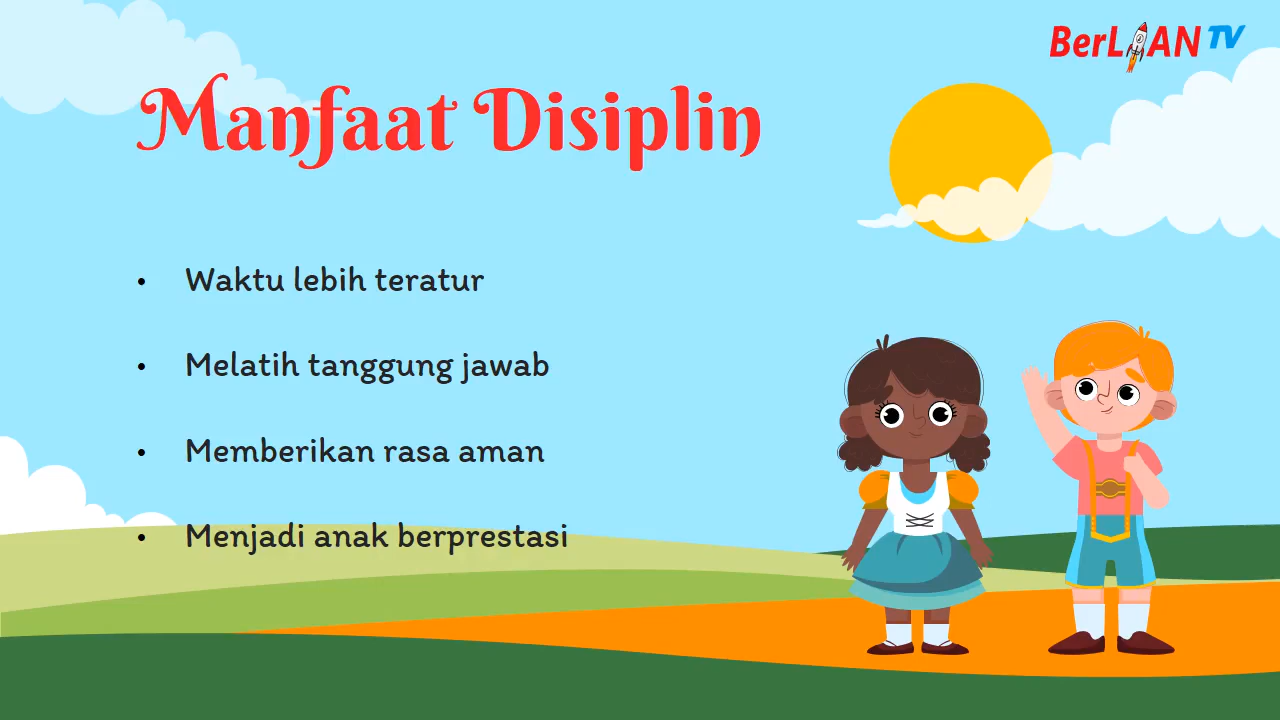 BerLIAN TV
Manfaat Disiplin
• Waktu lebih teratur
• Melatih tanggung jawab
• Memberikan rasa aman
• Menjadi anak berprestasi